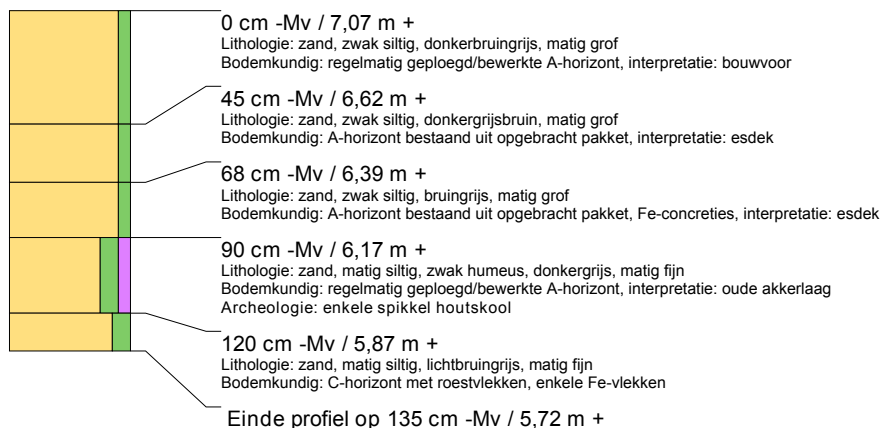 0 cm -Mv / 7,07 m +
Lithologie: zand, zwak siltig, donkerbruingrijs, matig grof
Bodemkundig: regelmatig geploegd/bewerkte A-horizont, interpretatie: bouwvoor
45 cm -Mv / 6,62 m +
Lithologie: zand, zwak siltig, donkergrijsbruin, matig grof
Bodemkundig: A-horizont bestaand uit opgebracht pakket, interpretatie: esdek
68 cm -Mv / 6,39 m +
Lithologie: zand, zwak siltig, bruingrijs, matig grof
Bodemkundig: A-horizont bestaand uit opgebracht pakket, Fe-concreties, interpretatie: esdek
90 cm -Mv / 6,17 m +
Lithologie: zand, matig siltig, zwak humeus, donkergrijs, matig fijn
Bodemkundig: regelmatig geploegd/bewerkte A-horizont, interpretatie: oude akkerlaag
Archeologie: enkele spikkel houtskool
120 cm -Mv / 5,87 m +
Lithologie: zand, matig siltig, lichtbruingrijs, matig fijn
Bodemkundig: C-horizont met roestvlekken, enkele Fe-vlekken
Einde profiel op 135 cm -Mv / 5,72 m +